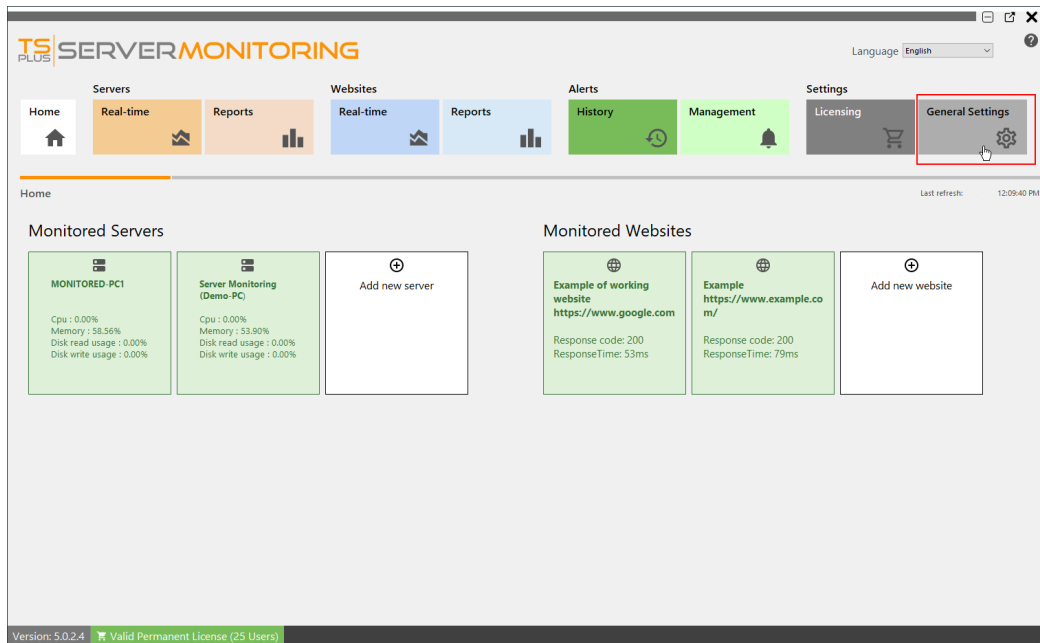 TS PLUS SERVERMONITORING
Language English
Servers
Websites
Alerts
Settings
Home
Real-time
Reports
Real-time
Reports
History
Management
Licensing
General Settings
Home
Last refresh: 12:09:40 PM
Monitored Servers
MONITORED-PC1
Cpu : 0.00%
Memory : 58.56%
Disk read usage : 0.00%
Disk write usage : 0.00%
Server Monitoring
(Demo-PC)
Cpu : 0.00%
Memory : 53.90%
Disk read usage : 0.00%
Disk write usage : 0.00%
Add new server
Monitored Websites
Example of working
website
https://www.google.com
Response code: 200
ResponseTime: 53ms
Example
https://www.example.co
m/
Response code: 200
ResponseTime: 79ms
Add new website
Version: 5.0.2.4
Valid Permanent License (25 Users)